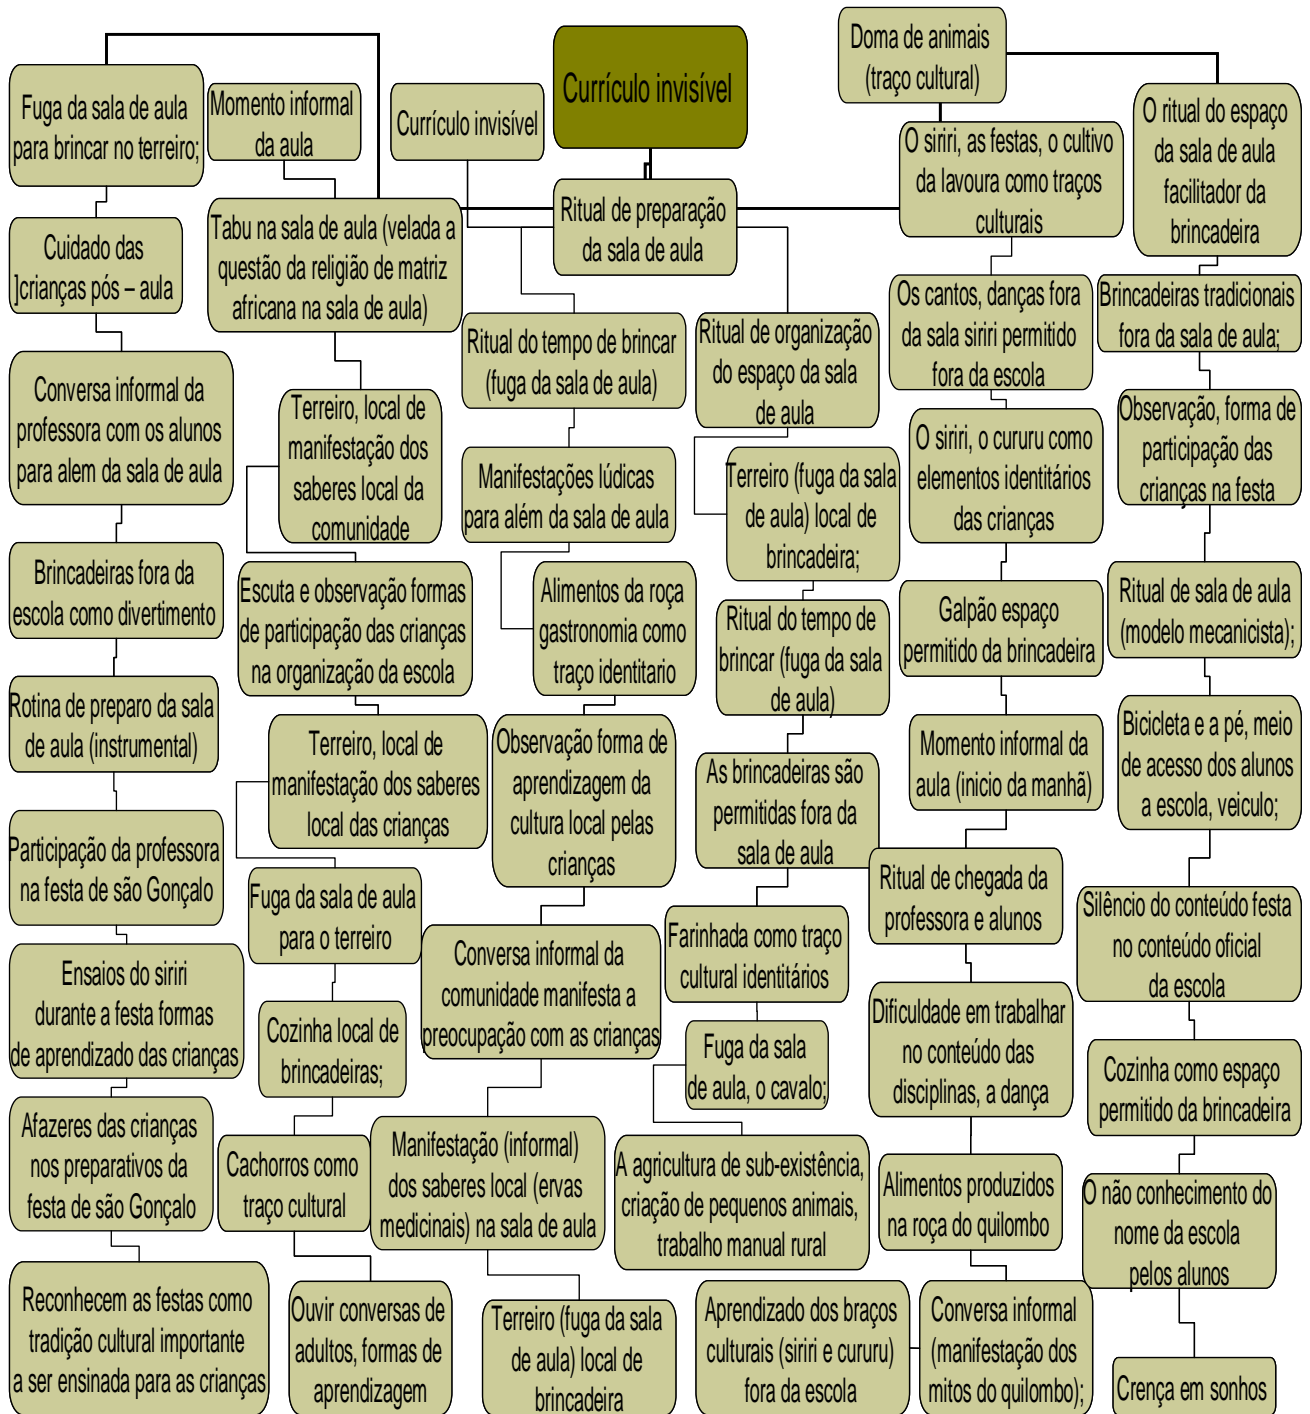 Currículo invisível
Fuga da sala de aula
para brincar no terreiro;
Cuidado das
]crianças pós – aula
Conversa informal da
professora com os alunos
para alem da sala de aula
Brincadeiras fora da
escola como divertimento
Rotina de preparo da sala
de aula (instrumental)
Participação da professora
na festa de são Gonçalo
Ensaios do siriri
durante a festa formas
de aprendizado das crianças
Afazeres das crianças
nos preparativos da
festa de são Gonçalo
Reconhecem as festas como
tradição cultural importante
a ser ensinada para as crianças
Momento informal
da aula
Tabu na sala de aula (velada a
questão da religião de matriz
africana na sala de aula)
Terreiro, local de
manifestação dos
saberes local da
comunidade
Escuta e observação formas
de participação das crianças
na organização da escola
Terreiro, local de
manifestação dos saberes
local das crianças
Fuga da sala de aula
para o terreiro
Cozinha local de
brincadeiras;
Cachorros como
traço cultural
Ouvir conversas de
adultos, formas de
aprendizagem
Currículo invisível
Ritual de preparação
da sala de aula
Ritual do tempo de brincar
(fuga da sala de aula)
Manifestações lúdicas
para além da sala de aula
Alimentos da roça
gastronomia como
traço identitario
Observação forma de
aprendizagem da
cultura local pelas
crianças
Conversa informal da
comunidade manifesta a
preocupação com as crianças
Manifestação (informal)
dos saberes local (ervas
medicinais) na sala de aula
Terreiro (fuga da sala
de aula) local de
brincadeira
Ritual de organização
do espaço da sala
de aula
Terreiro (fuga da sala
de aula) local de
brincadeira;
Ritual do tempo de
brincar (fuga da sala
de aula)
As brincadeiras são
permitidas fora da
sala de aula
Farinhada como traço
cultural identitários
Fuga da sala
de aula, o cavalo;
A agricultura de sub-existência,
criação de pequenos animais,
trabalho manual rural
Doma de animais
(traço cultural)
O siriri, as festas, o cultivo
da lavoura como traços
culturais
Os cantos, danças fora
da sala siriri permitido
fora da escola
O siriri, o cururu como
elementos identitários
das crianças
Galpão espaço
permitido da brincadeira
Momento informal da
aula (inicio da manhã)
Ritual de chegada da
professora e alunos
Dificuldade em trabalhar
no conteúdo das
disciplinas, a dança
Alimentos produzidos
na roça do quilombo
Conversa informal
(manifestação dos
mitos do quilombo);
Aprendizado dos braços
culturais (siriri e cururu)
fora da escola
O ritual do espaço
da sala de aula
facilitador da
brincadeira
Brincadeiras tradicionais
fora da sala de aula;
Observação, forma de
participação das
crianças na festa
Ritual de sala de aula
(modelo mecanicista);
Bicicleta e a pé, meio
de acesso dos alunos
a escola, veiculo;
Silêncio do conteúdo festa
no conteúdo oficial
da escola
Cozinha como espaço
permitido da brincadeira
O não conhecimento do
nome da escola
pelos alunos
Crença em sonhos